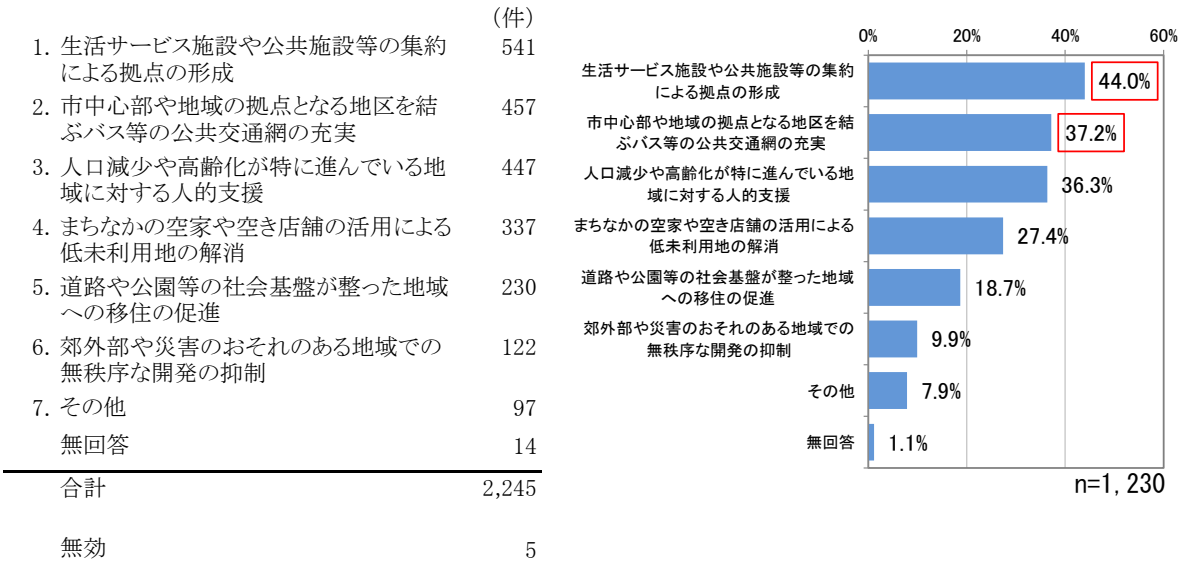 （件）
1. 生活サービス施設や公共施設等の集約 541
による拠点の形成
2. 市中心部や地域の拠点となる地区を結 457
ぶバス等の公共交通網の充実
3. 人口減少や高齢化が特に進んでいる地 447
域に対する人的支援
4. まちなかの空家や空き店舗の活用による 337
低未利用地の解消
5. 道路や公園等の社会基盤が整った地域 230
への移住の促進
6. 郊外部や災害のおそれのある地域での 122
無秩序な開発の抑制
7. その他 97
無回答 14
合計 2,245
無効 5
0% 20% 40% 60%
生活サービス施設や公共施設等の集約
による拠点の形成
44.0%
市中心部や地域の拠点となる地区を結
ぶバス等の公共交通網の充実
37.2%
人口減少や高齢化が特に進んでいる地
域に対する人的支援
36.3%
まちなかの空家や空き店舗の活用による
低未利用地の解消
27.4%
道路や公園等の社会基盤が整った地域
への移住の促進
18.7%
郊外部や災害のおそれのある地域での
無秩序な開発の抑制
9.9%
その他 7.9%
無回答 1.1%
n=1,230